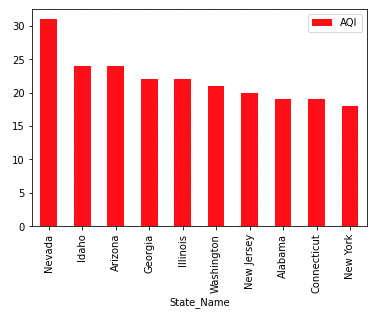 AQI
30
25
20
15
10
5
0
Nevada
Idaho
Arizona
Georgia
Illinois
Washington
New Jersey
Alabama
Connecticut
New York
State_Name